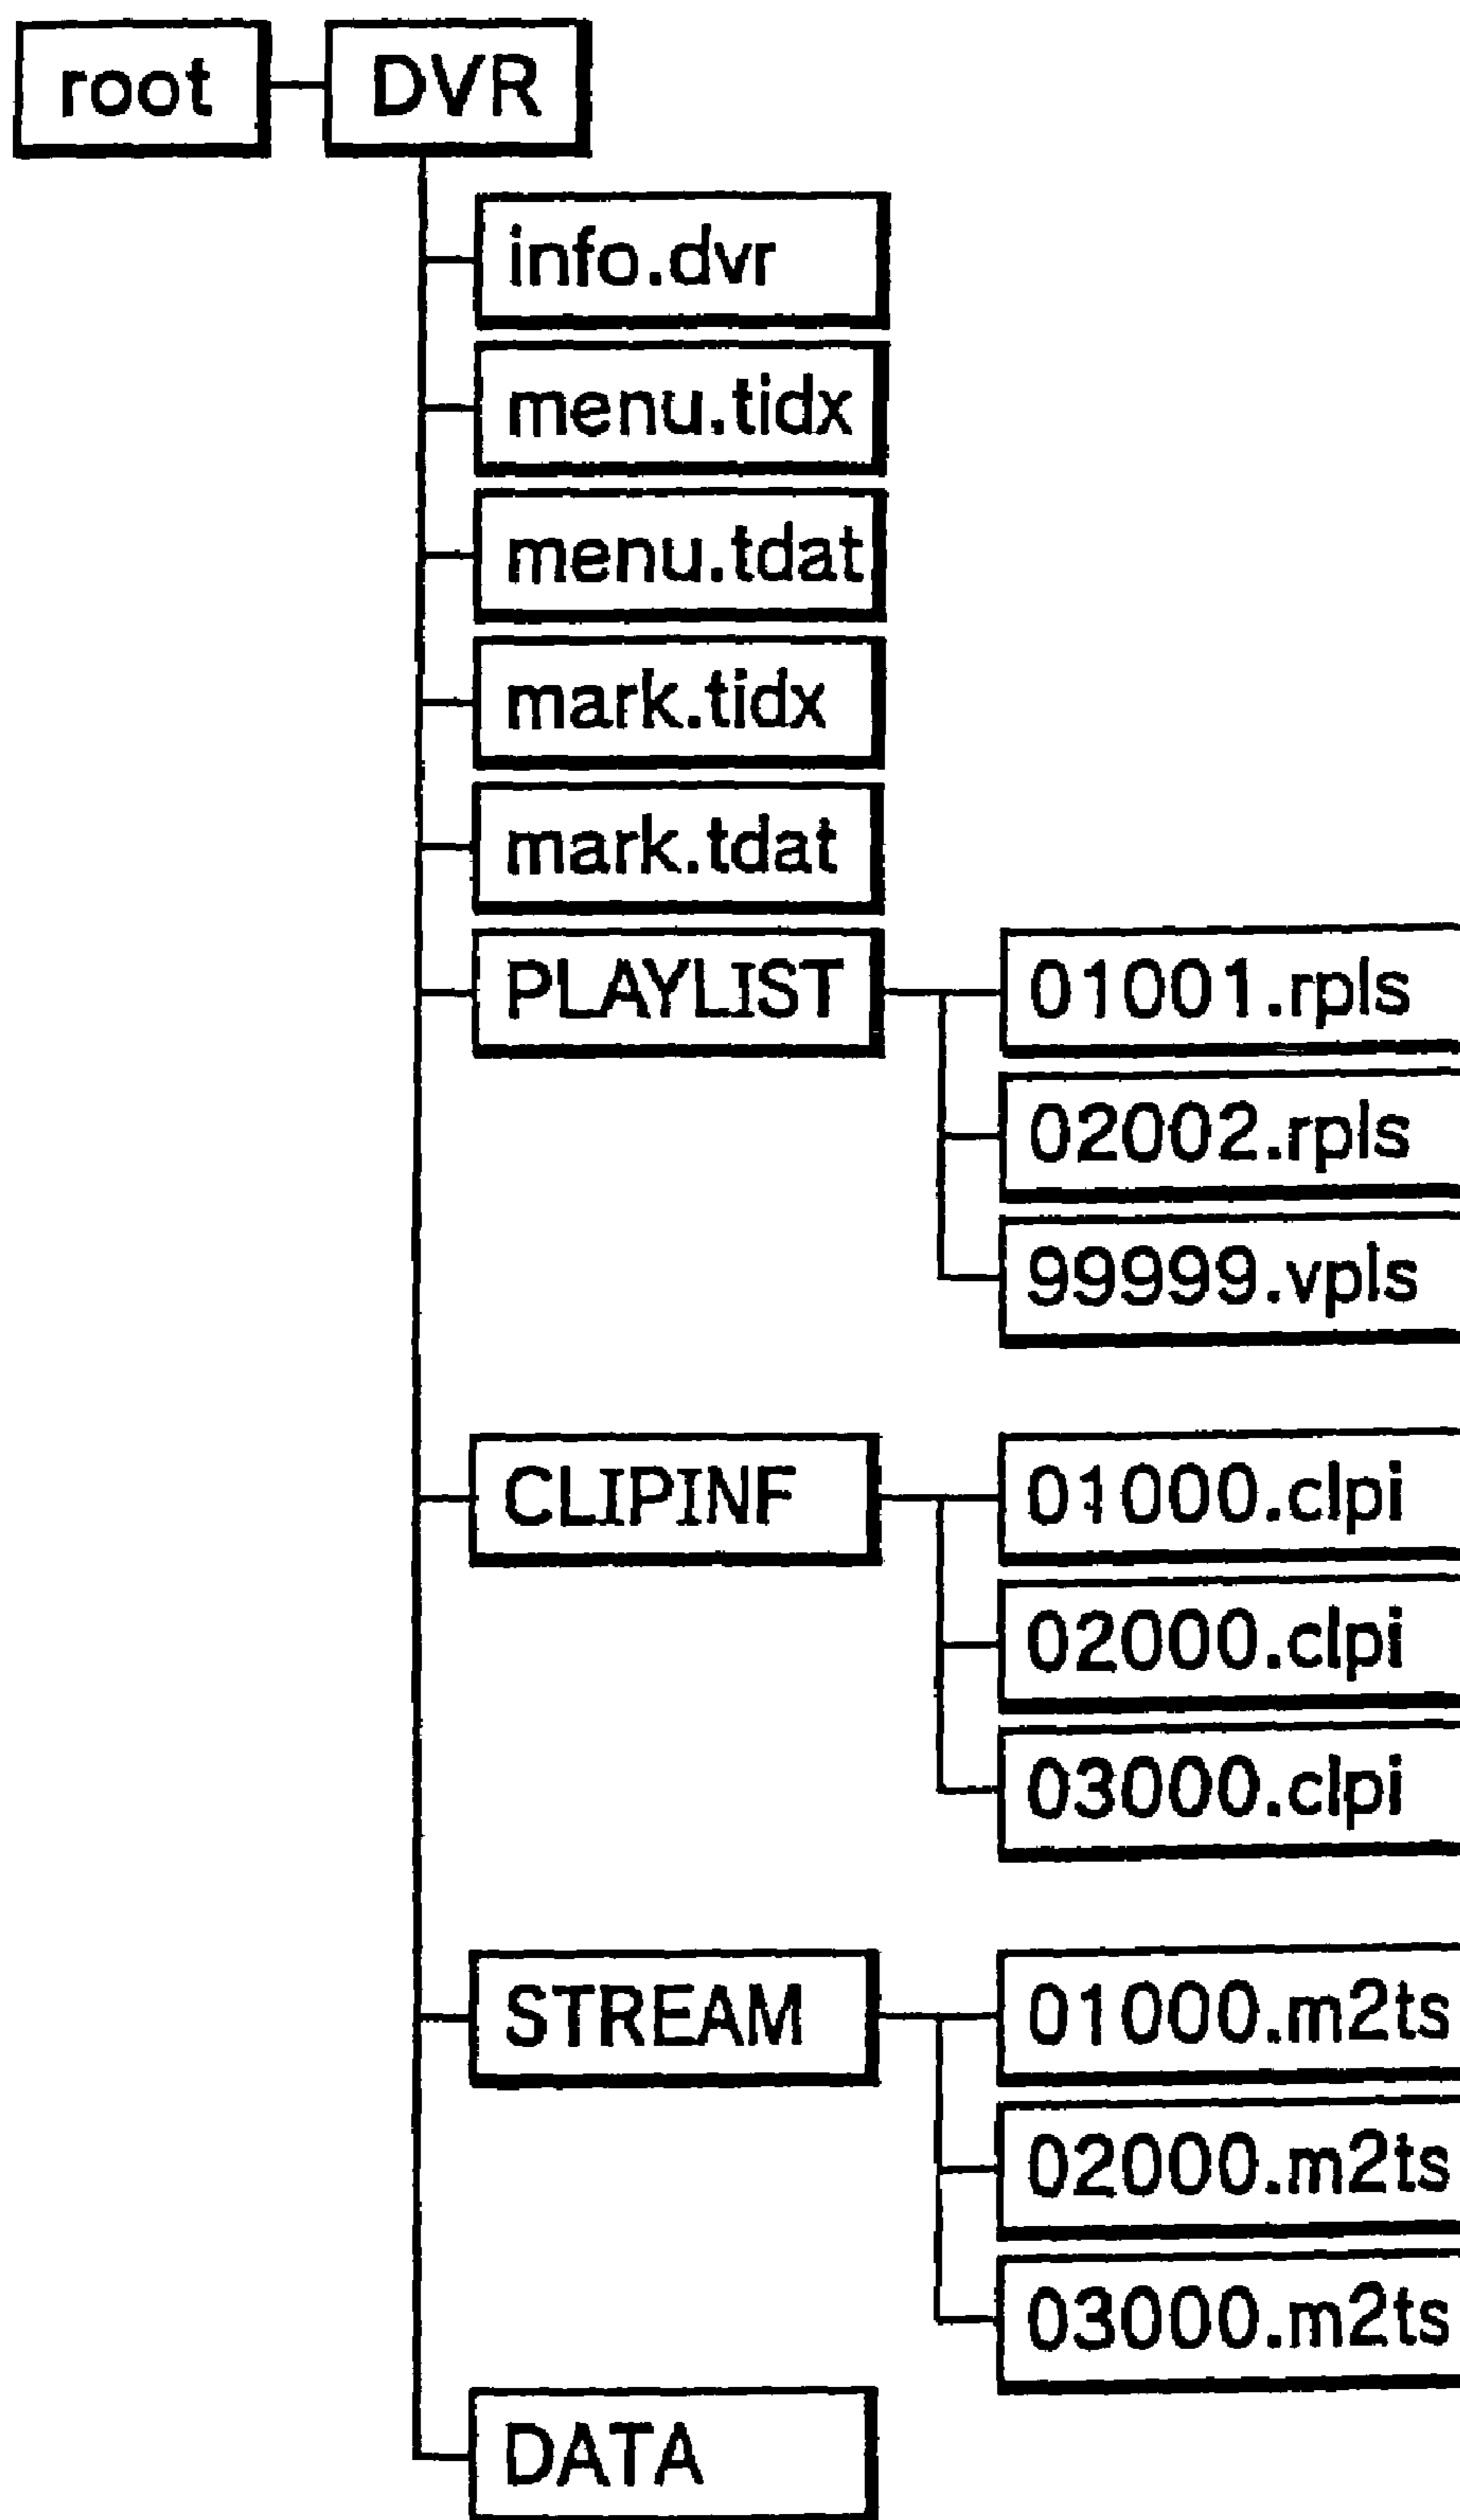 root DVR
info.dvr
menu.tidx
menu.tdat
mark.tidx
mark.tdat
PLAYLIST 01001.rpls
02002.rpls
99999.vpls
CLIPINF 01000.clpi
02000.clpi
03000.clpi
STREAM 01000.m2ts
02000.m2ts
03000.m2ts
DATA